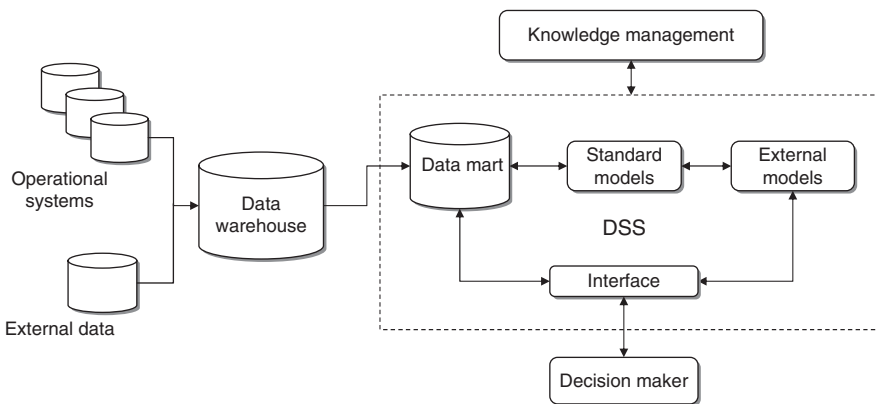 Knowledge management
Operational
systems
Data
warehouse
External data
Data mart
Standard
models
External
models
DSS
Interface
Decision maker